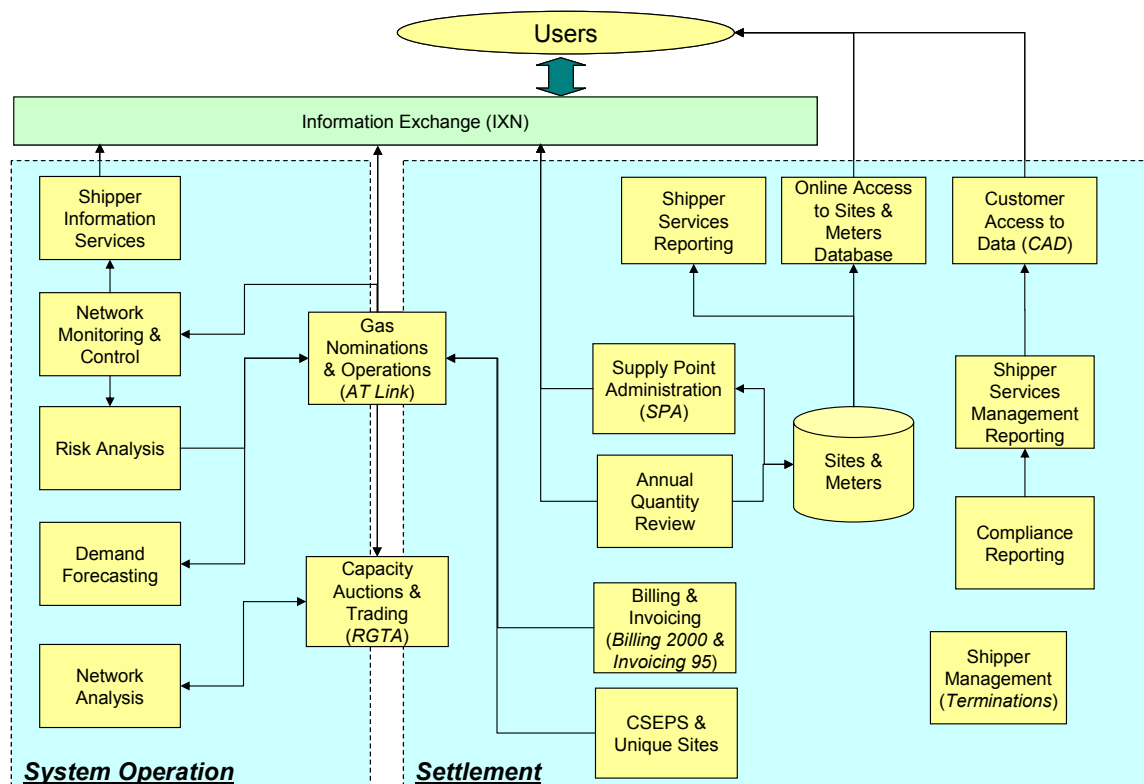 Users
Information Exchange (IXN)
Shipper
Information
Services
Shipper
Services
Reporting
Online Access
to Sites &
Meters
Database
Customer
Access to
Data (CAD)
Network
Monitoring &
Control
Gas
Nominations
& Operations
(AT Link)
Supply Point
Administration
(SPA)
Shipper
Services
Management
Reporting
Risk Analysis
Sites &
Meters
Annual
Quantity
Review
Demand
Forecasting
Capacity
Auctions &
Trading
(RGTA)
Compliance
Reporting
Billing &
Invoicing
(Billing 2000 &
Invoicing 95)
Network
Analysis
Shipper
Management
(Terminations)
CSEPS &
Unique Sites
System Operation
Settlement